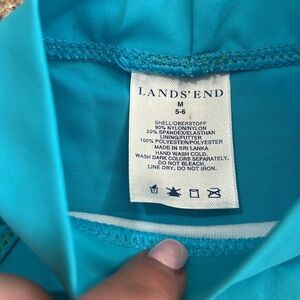 LANDS' END
M
5-6
SHELL/OBERSTOFF
80% NYLON/NYLON
20% SPANDEX/ELASTHAN
LINING/FUTTER
100% POLYESTER/POLYESTER
MADE IN SRI LANKA
HAND WASH COLD.
WASH DARK COLORS SEPARATELY.
DO NOT BLEACH.
LINE DRY. DO NOT IRON.